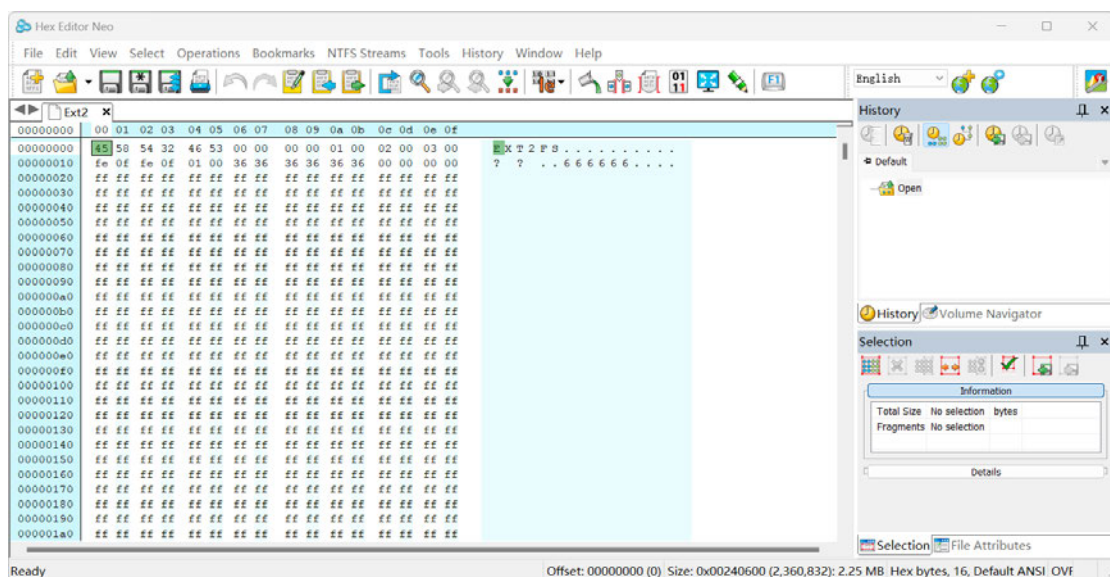 Hex Editor Neo
File Edit View Select Operations Bookmarks NTFS Streams Tools History Window Help
01
11
F1
English
Ext2
History
00000000 00 01 02 03 04 05 06 07 08 09 0a 0b 0c 0d 0e 0f
00000000 45 58 54 32 46 53 00 00 00 00 01 00 02 00 03 00 EXT2FS..........
00000010 fe 0f fe 0f 01 00 36 36 36 36 36 36 00 00 00 00 ? ? ..666666....
00000020 ff ff ff ff ff ff ff ff ff ff ff ff ff ff ff ff
00000030 ff ff ff ff ff ff ff ff ff ff ff ff ff ff ff ff
00000040 ff ff ff ff ff ff ff ff ff ff ff ff ff ff ff ff
00000050 ff ff ff ff ff ff ff ff ff ff ff ff ff ff ff ff
00000060 ff ff ff ff ff ff ff ff ff ff ff ff ff ff ff ff
00000070 ff ff ff ff ff ff ff ff ff ff ff ff ff ff ff ff
00000080 ff ff ff ff ff ff ff ff ff ff ff ff ff ff ff ff
00000090 ff ff ff ff ff ff ff ff ff ff ff ff ff ff ff ff
000000a0 ff ff ff ff ff ff ff ff ff ff ff ff ff ff ff ff
000000b0 ff ff ff ff ff ff ff ff ff ff ff ff ff ff ff ff
000000c0 ff ff ff ff ff ff ff ff ff ff ff ff ff ff ff ff
000000d0 ff ff ff ff ff ff ff ff ff ff ff ff ff ff ff ff
000000e0 ff ff ff ff ff ff ff ff ff ff ff ff ff ff ff ff
000000f0 ff ff ff ff ff ff ff ff ff ff ff ff ff ff ff ff
00000100 ff ff ff ff ff ff ff ff ff ff ff ff ff ff ff ff
00000110 ff ff ff ff ff ff ff ff ff ff ff ff ff ff ff ff
00000120 ff ff ff ff ff ff ff ff ff ff ff ff ff ff ff ff
00000130 ff ff ff ff ff ff ff ff ff ff ff ff ff ff ff ff
00000140 ff ff ff ff ff ff ff ff ff ff ff ff ff ff ff ff
00000150 ff ff ff ff ff ff ff ff ff ff ff ff ff ff ff ff
00000160 ff ff ff ff ff ff ff ff ff ff ff ff ff ff ff ff
00000170 ff ff ff ff ff ff ff ff ff ff ff ff ff ff ff ff
00000180 ff ff ff ff ff ff ff ff ff ff ff ff ff ff ff ff
00000190 ff ff ff ff ff ff ff ff ff ff ff ff ff ff ff ff
000001a0 ff ff ff ff ff ff ff ff ff ff ff ff ff ff ff ff
Default
Open
History Volume Navigator
Selection
Information
Total Size No selection bytes
Fragments No selection
Details
Selection File Attributes
Ready Offset: 00000000 (0) Size: 0x00240600 (2,360,832): 2.25 MB Hex bytes, 16, Default ANSI OVE